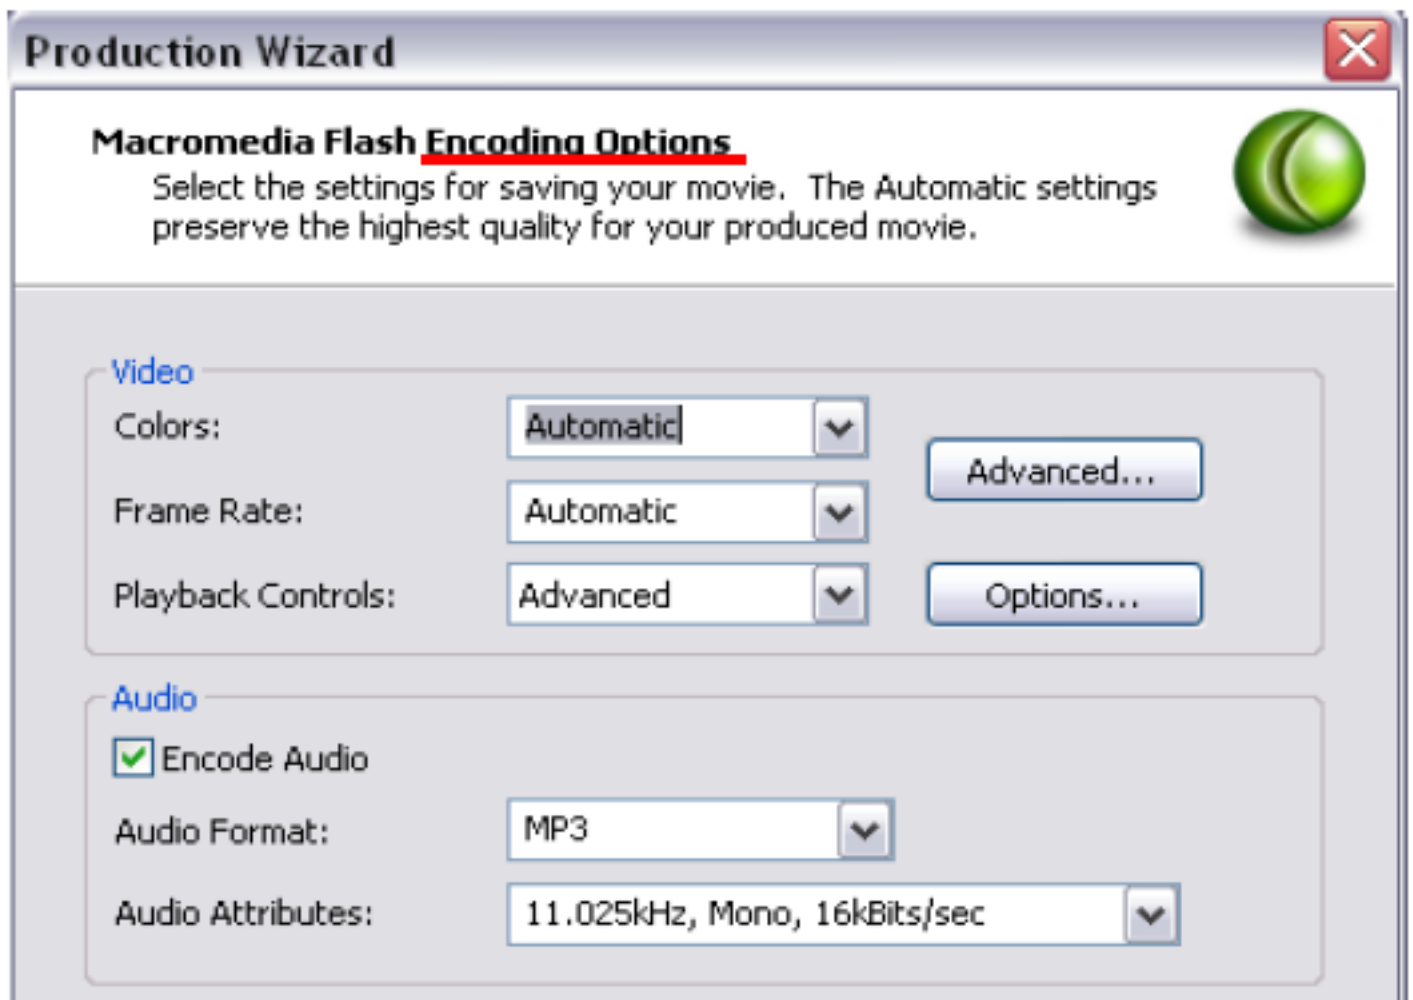 Production Wizard
Macromedia Flash Encoding Options
Select the settings for saving your movie. The Automatic settings
preserve the highest quality for your produced movie.
Video
Colors: Automatic
Advanced...
Frame Rate: Automatic
Playback Controls: Advanced Options...
Audio
Encode Audio
Audio Format: MP3
Audio Attributes: 11.025kHz, Mono, 16kBits/sec